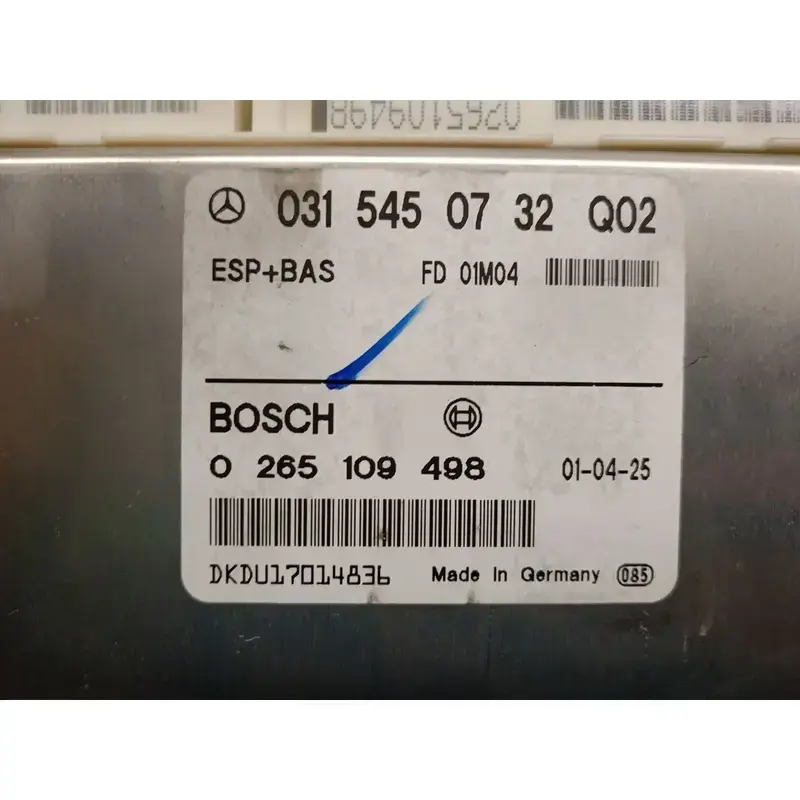 0265109498
031 545 07 32 Q02
ESP+BAS FD 01M04
BOSCH
0 265 109 498 01-04-25
DKDU17014836 Made In Germany 085